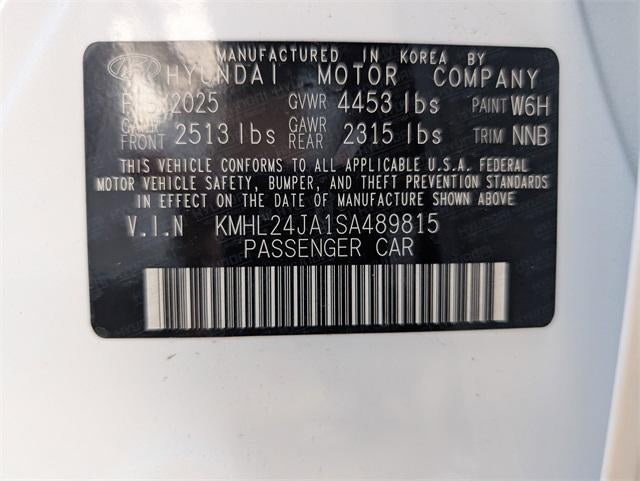 MANUFACTURED IN KOREA BY
HYUNDAI MOTOR COMPANY
2025 GVWR 4453 lbs PAINT W6H
GAWR FRONT 2513 lbs GAWR REAR 2315 lbs TRIM NNB
THIS VEHICLE CONFORMS TO ALL APPLICABLE U.S.A. FEDERAL
MOTOR VEHICLE SAFETY, BUMPER, AND THEFT PREVENTION STANDARDS
IN EFFECT ON THE DATE OF MANUFACTURE SHOWN ABOVE
V.I.N KMHL24JA1SA489815
PASSENGER CAR